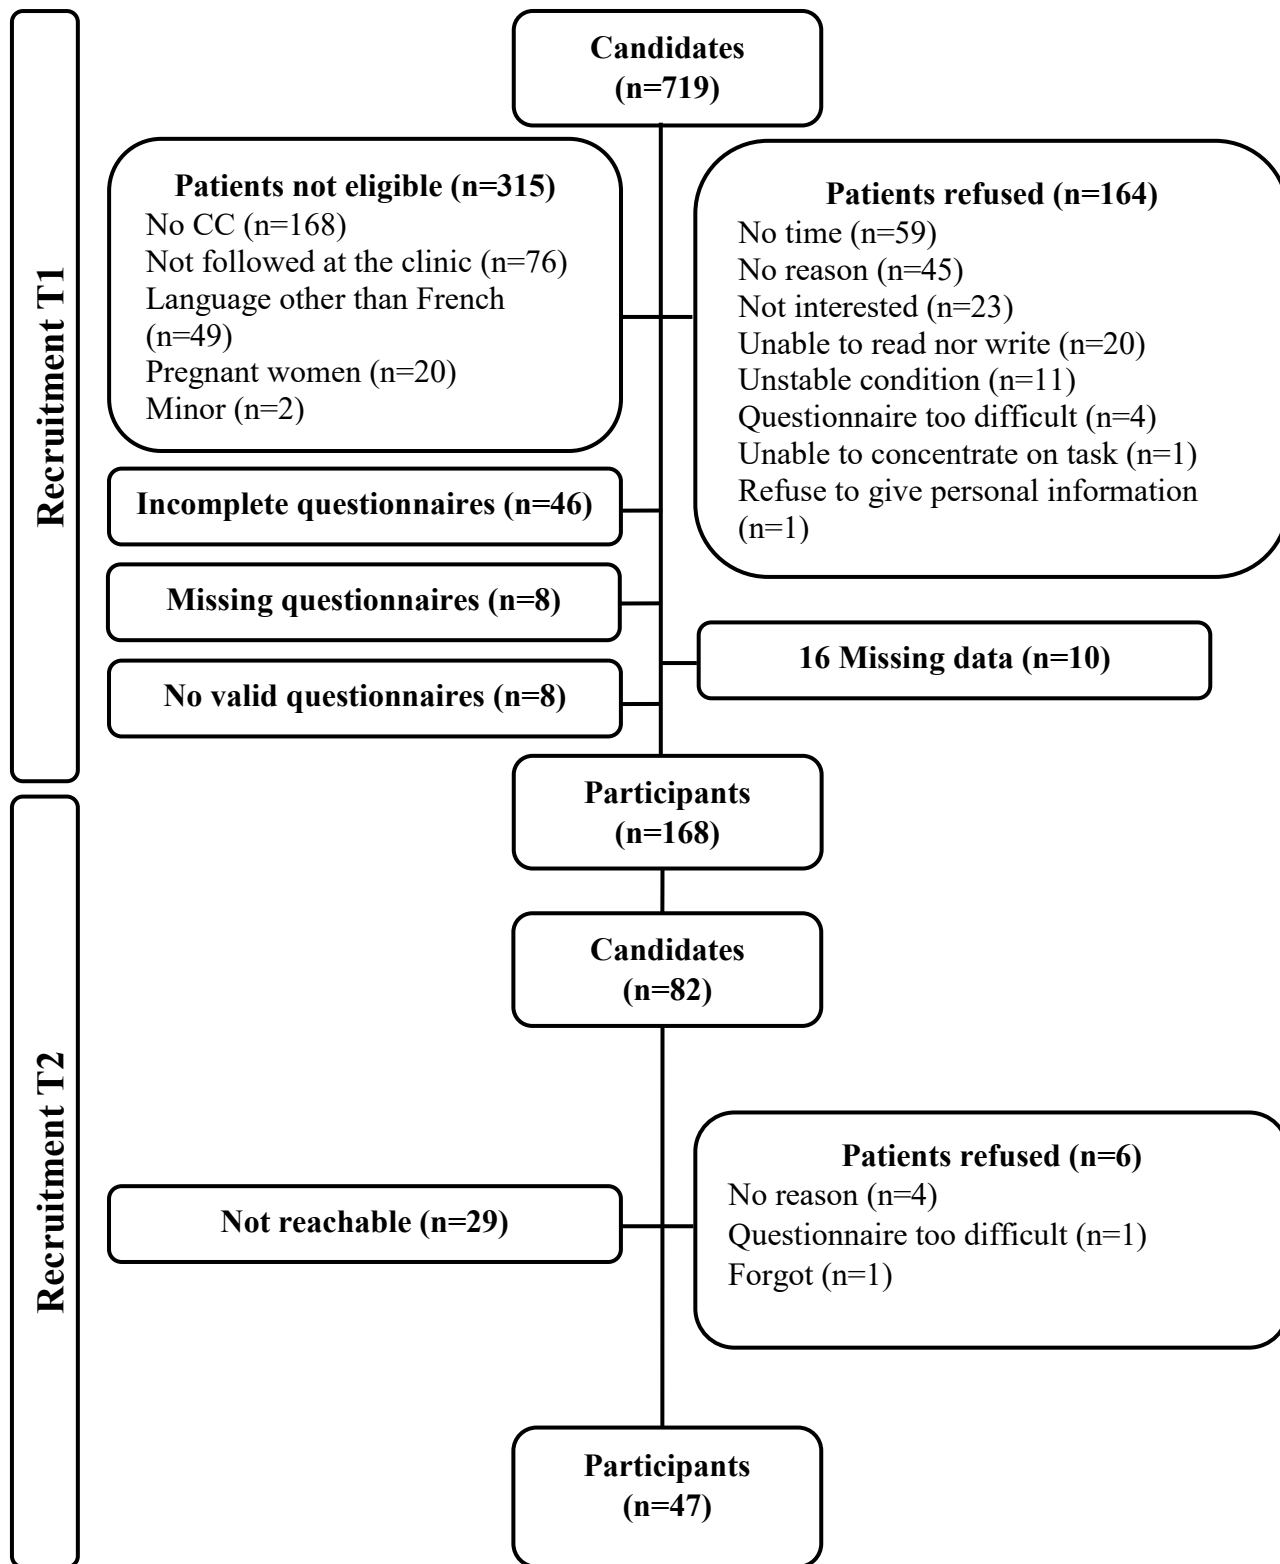 Recruitment T1
Candidates
(n=719)
Patients not eligible (n=315)
No CC (n=168)
Not followed at the clinic (n=76)
Language other than French
(n=49)
Pregnant women (n=20)
Minor (n=2)
Patients refused (n=164)
No time (n=59)
No reason (n=45)
Not interested (n=23)
Unable to read nor write (n=20)
Unstable condition (n=11)
Questionnaire too difficult (n=4)
Unable to concentrate on task (n=1)
Refuse to give personal information
(n=1)
Incomplete questionnaires (n=46)
Missing questionnaires (n=8)
16 Missing data (n=10)
No valid questionnaires (n=8)
Participants
(n=168)
Recruitment T2
Candidates
(n=82)
Patients refused (n=6)
No reason (n=4)
Questionnaire too difficult (n=1)
Forgot (n=1)
Not reachable (n=29)
Participants
(n=47)